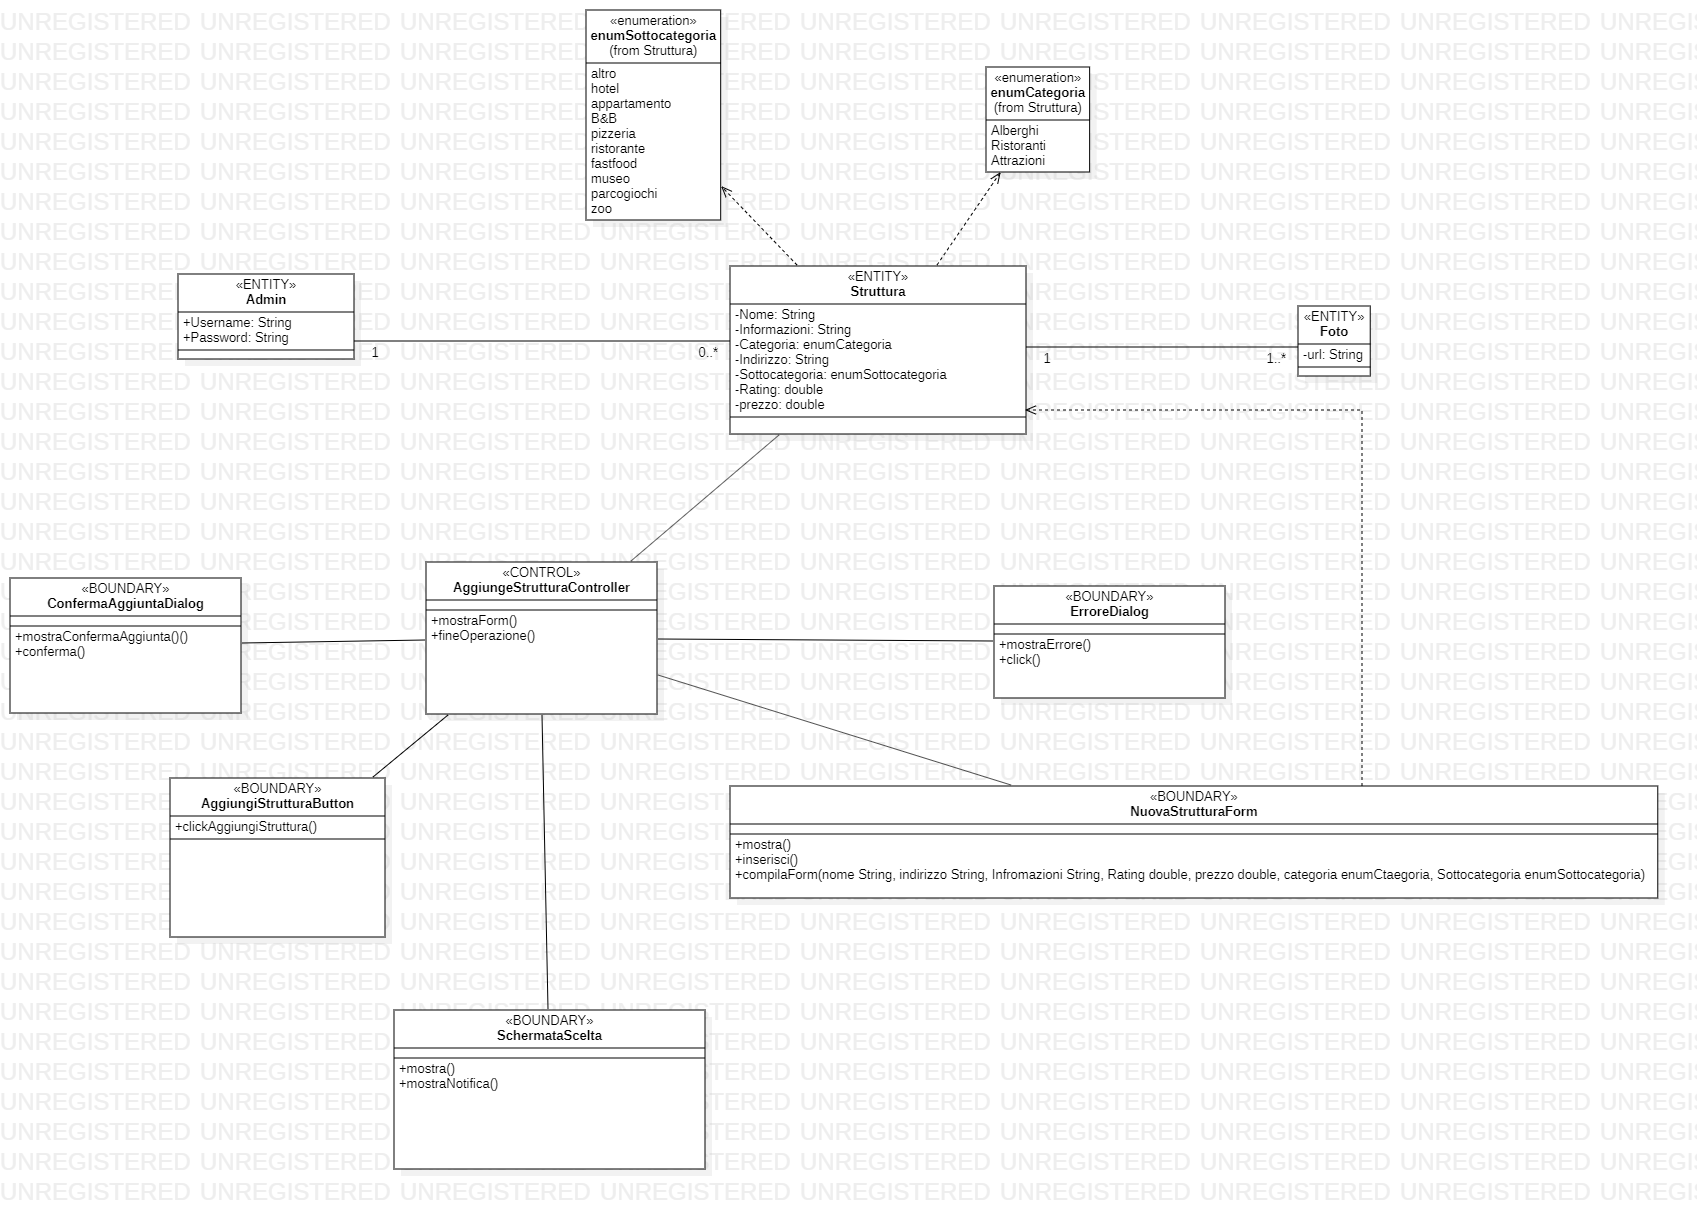 «enumeration»
enumSottocategoria
(from Struttura)
altro
hotel
appartamento
B&B
pizzeria
ristorante
fastfood
museo
parcogiochi
zoo
«enumeration»
enumCategoria
(from Struttura)
Alberghi
Ristoranti
Attrazioni
«ENTITY»
Admin
+Username: String
+Password: String
1
0..*
«ENTITY»
Struttura
-Nome: String
-Informazioni: String
-Categoria: enumCategoria
-Indirizzo: String
-Sottocategoria: enumSottocategoria
-Rating: double
-prezzo: double
1
1..*
«ENTITY»
Foto
-url: String
«BOUNDARY»
ConfermaAggiuntaDialog
+mostraConfermaAggiunta()()
+conferma()
«CONTROL»
AggiungeStrutturaController
+mostraForm()
+fineOperazione()
«BOUNDARY»
ErroreDialog
+mostraErrore()
+click()
«BOUNDARY»
AggiungiStrutturaButton
+clickAggiungiStruttura()
«BOUNDARY»
NuovaStrutturaForm
+mostra()
+inserisci()
+compilaForm(nome String, indirizzo String, Infromazioni String, Rating double, prezzo double, categoria enumCtaegoria, Sottocategoria enumSottocategoria)
«BOUNDARY»
SchermataScelta
+mostra()
+mostraNotifica()
UNREGISTERED